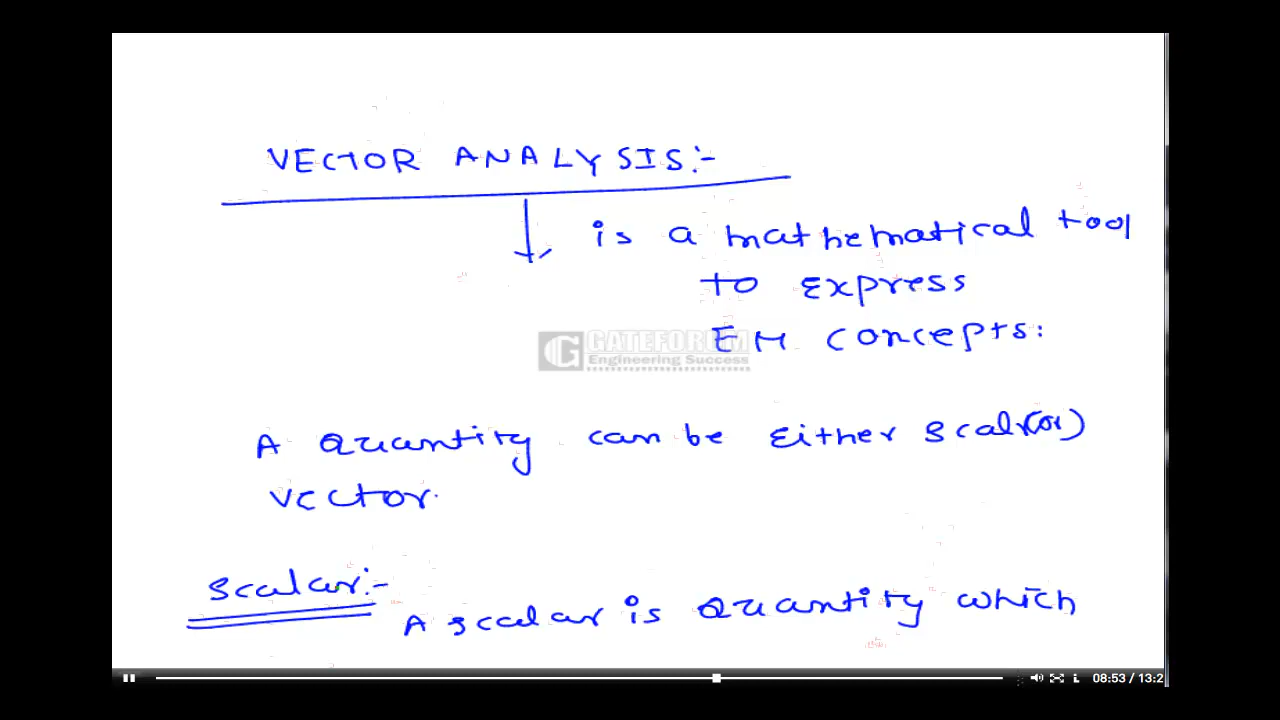 VECTOR ANALYSIS:-
is a mathematical tool
to express
EM concepts:
GATEFORUM
Engineering Success
A Quantity can be Either scalr(or)
vector.
scalar:-
A scalar is Quantity which
08:53 / 13:2